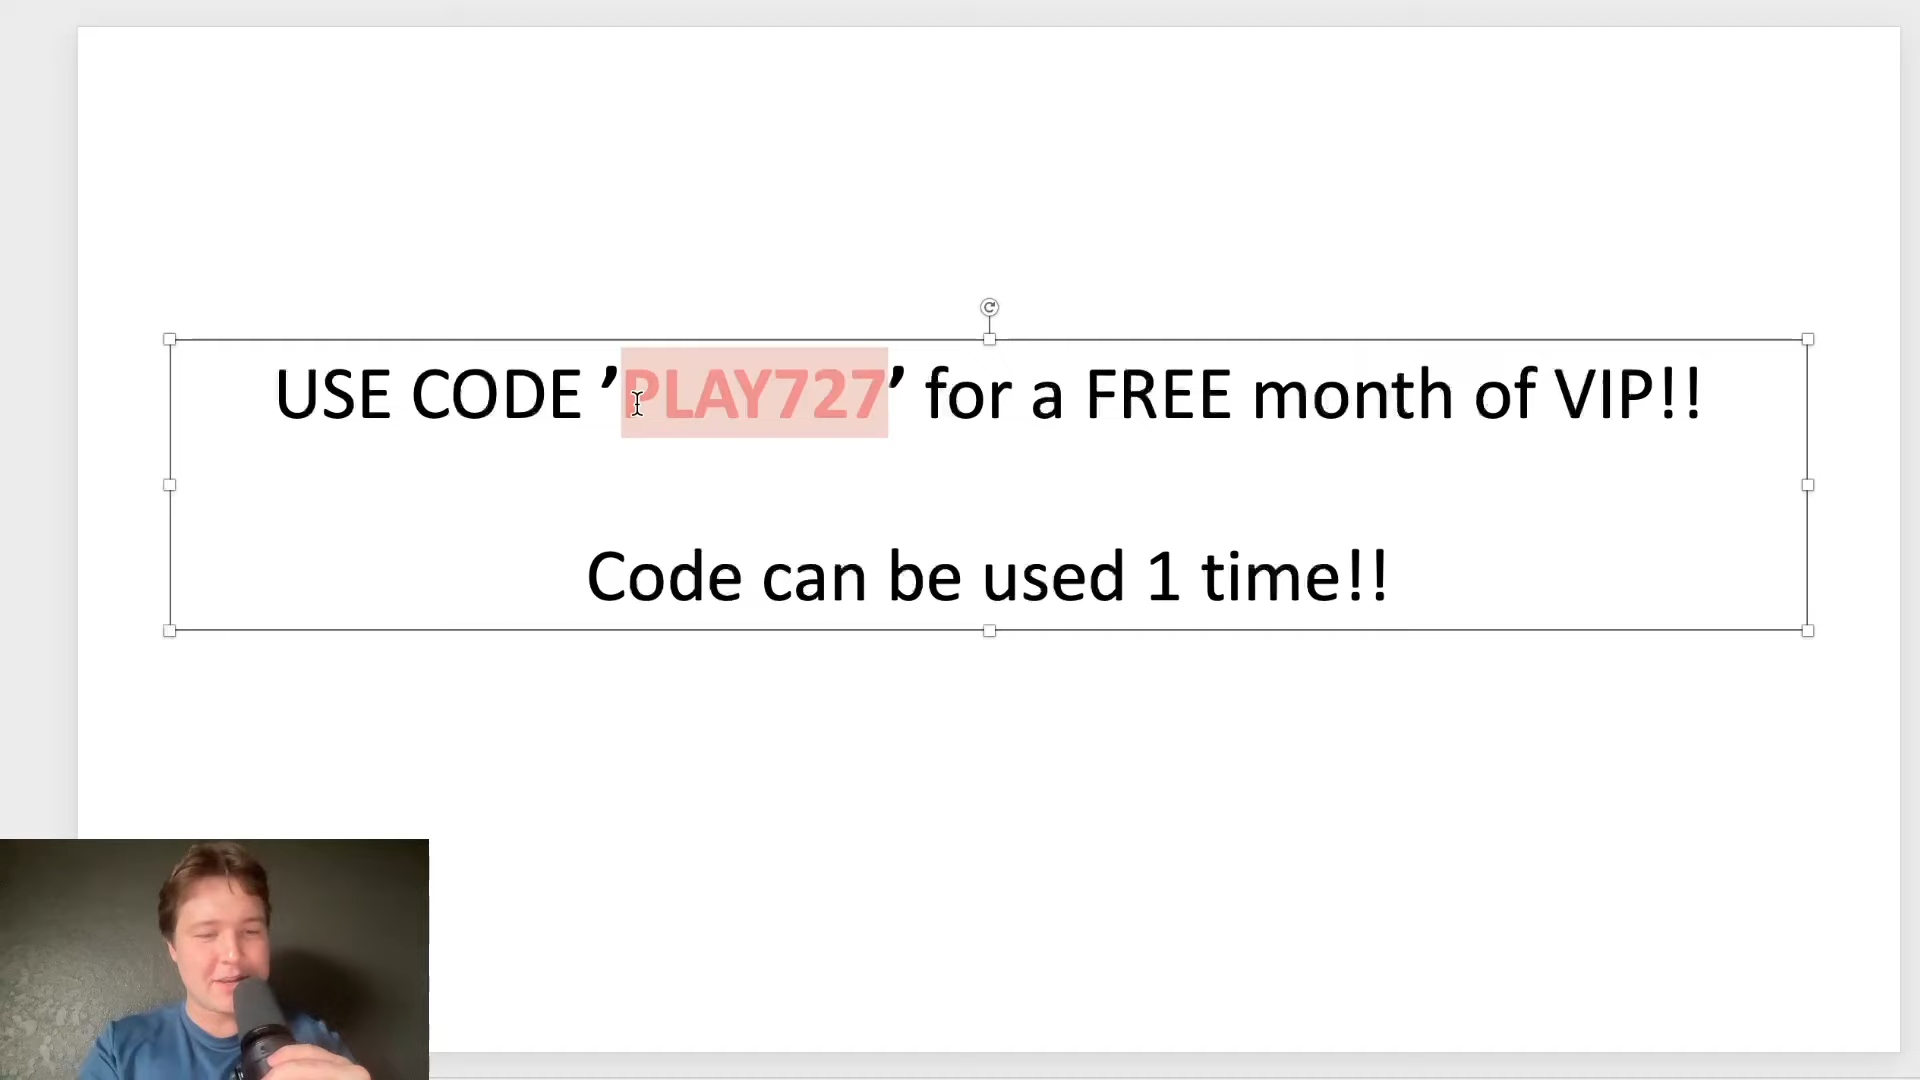 USE CODE ’PLAY727’ for a FREE month of VIP!!
Code can be used 1 time!!